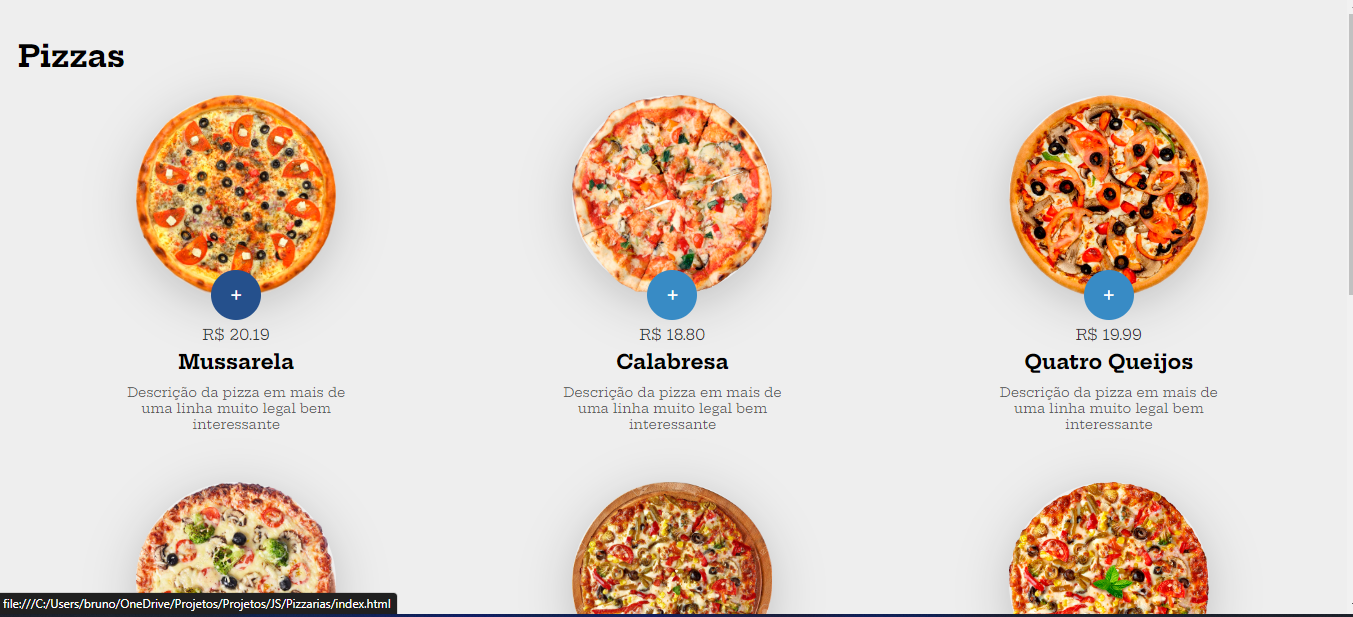 Pizzas
+
+
+
R$ 20.19
R$ 18.80
R$ 19.99
Mussarela
Calabresa
Quatro Queijos
Descrição da pizza em mais de
uma linha muito legal bem
interessante
Descrição da pizza em mais de
uma linha muito legal bem
interessante
Descrição da pizza em mais de
uma linha muito legal bem
interessante
file:///C:/Users/bruno/OneDrive/Projetos/Projetos/JS/Pizzarias/index.html